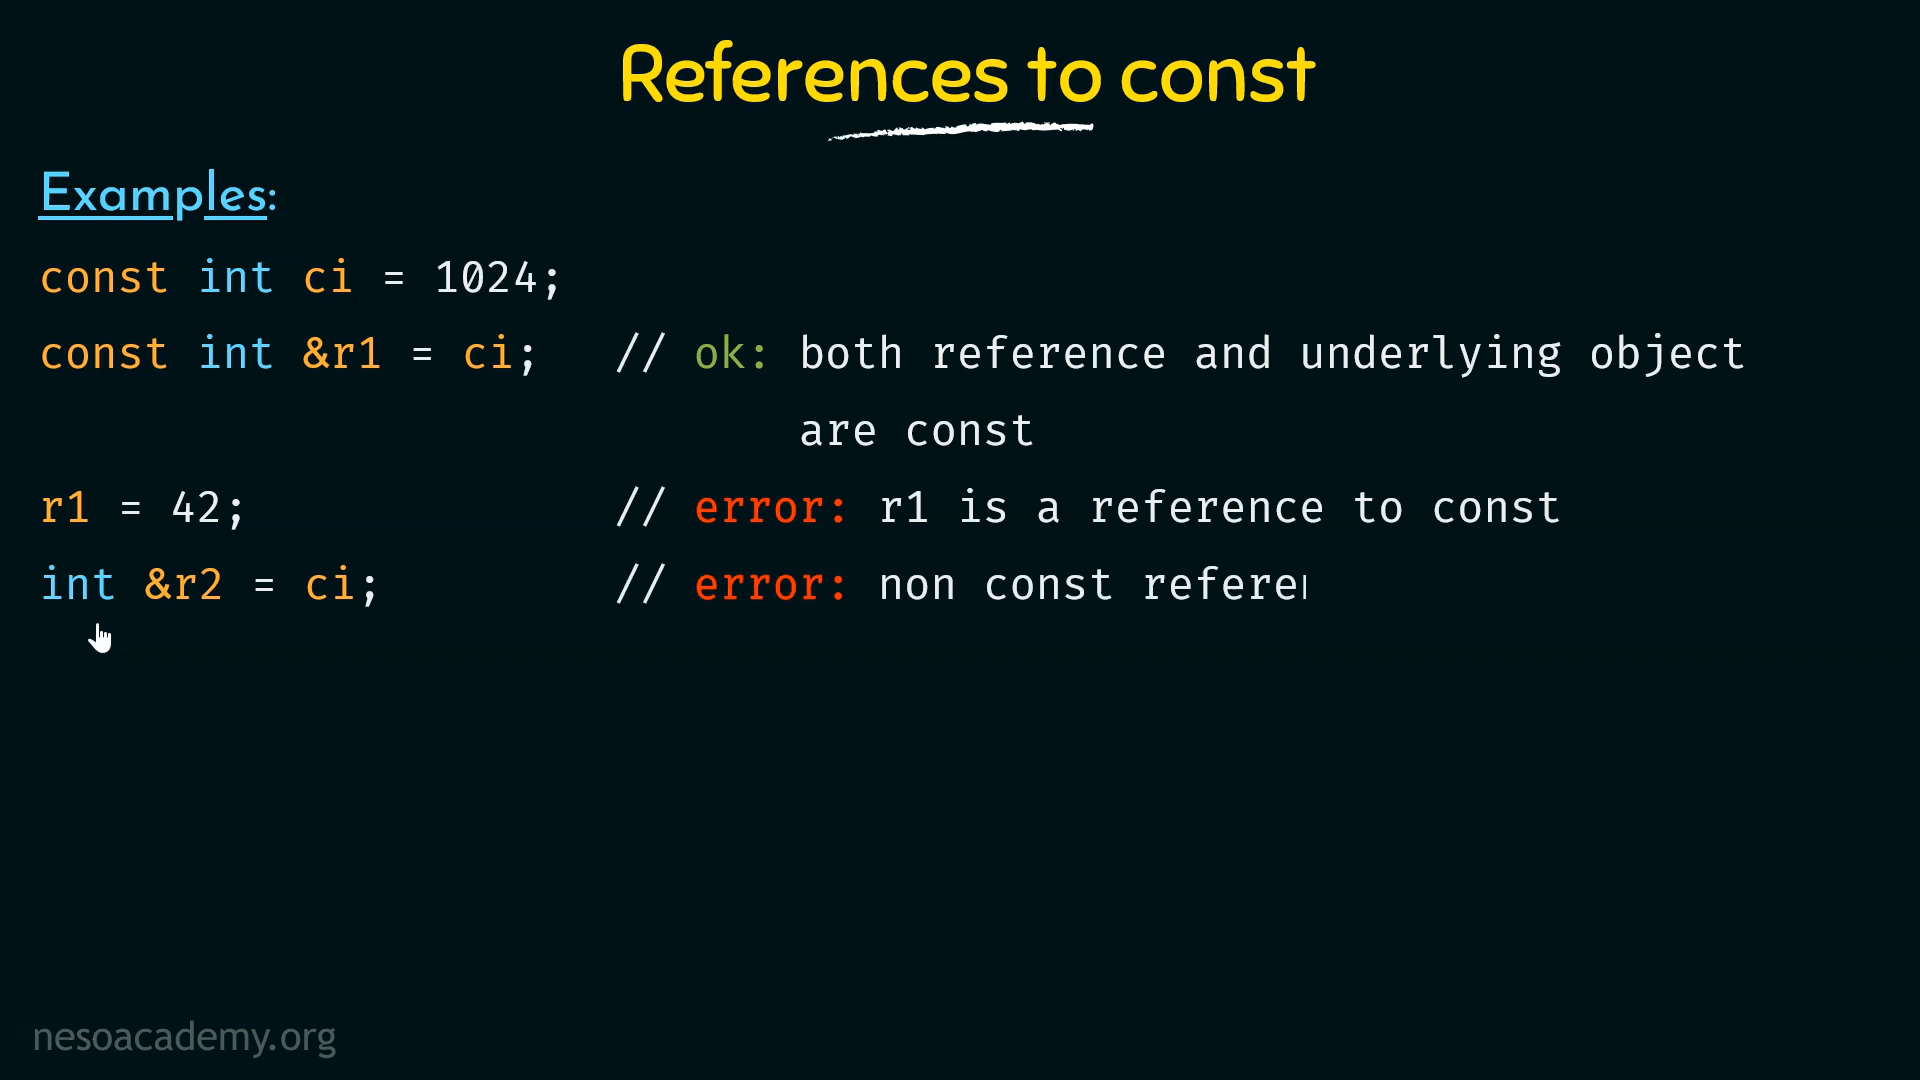 References to const
Examples:
const int ci = 1024;
const int &r1 = ci; // ok: both reference and underlying object
are const
r1 = 42; // error: r1 is a reference to const
int &r2 = ci; // error: non const refere
nesoacademy.org